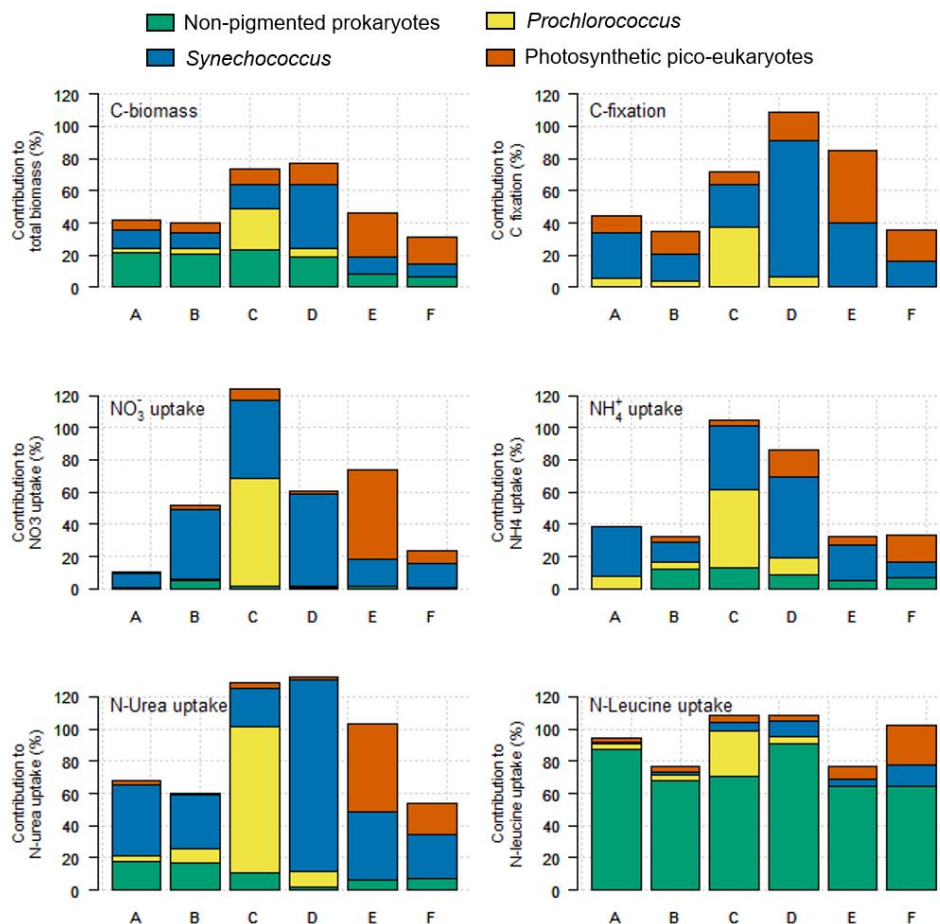 Non-pigmented prokaryotes
Prochlorococcus
Synechococcus
Photosynthetic pico-eukaryotes
C-biomass
Contribution to
total biomass (%)
120
100
80
60
40
20
0
A B C D E F
C-fixation
Contribution to
C fixation (%)
120
100
80
60
40
20
0
A B C D E F
NO₃⁻ uptake
Contribution to
NO3 uptake (%)
120
100
80
60
40
20
0
A B C D E F
NH₄⁺ uptake
Contribution to
NH4 uptake (%)
120
100
80
60
40
20
0
A B C D E F
N-Urea uptake
Contribution to
N-urea uptake (%)
120
100
80
60
40
20
0
A B C D E F
N-Leucine uptake
Contribution to
N-leucine uptake (%)
120
100
80
60
40
20
0
A B C D E F